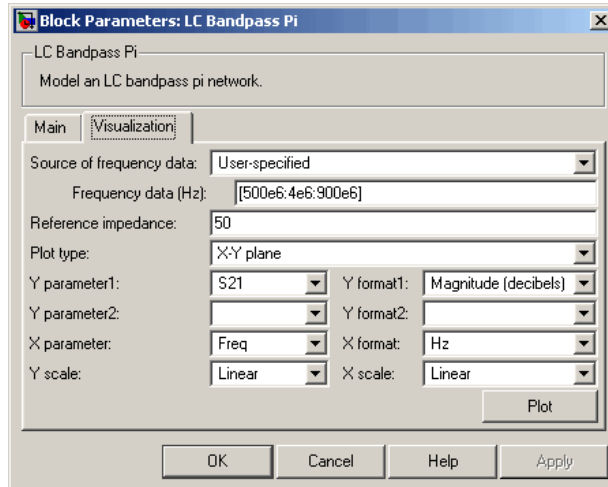 Block Parameters: LC Bandpass Pi
LC Bandpass Pi
Model an LC bandpass pi network.
Main Visualization
Source of frequency data: User-specified
Frequency data (Hz): [500e6:4e6:900e6]
Reference impedance: 50
Plot type: X-Y plane
Y parameter1: S21 Y format1: Magnitude (decibels)
Y parameter2: Y format2:
X parameter: Freq X format: Hz
Y scale: Linear X scale: Linear
Plot
OK Cancel Help Apply